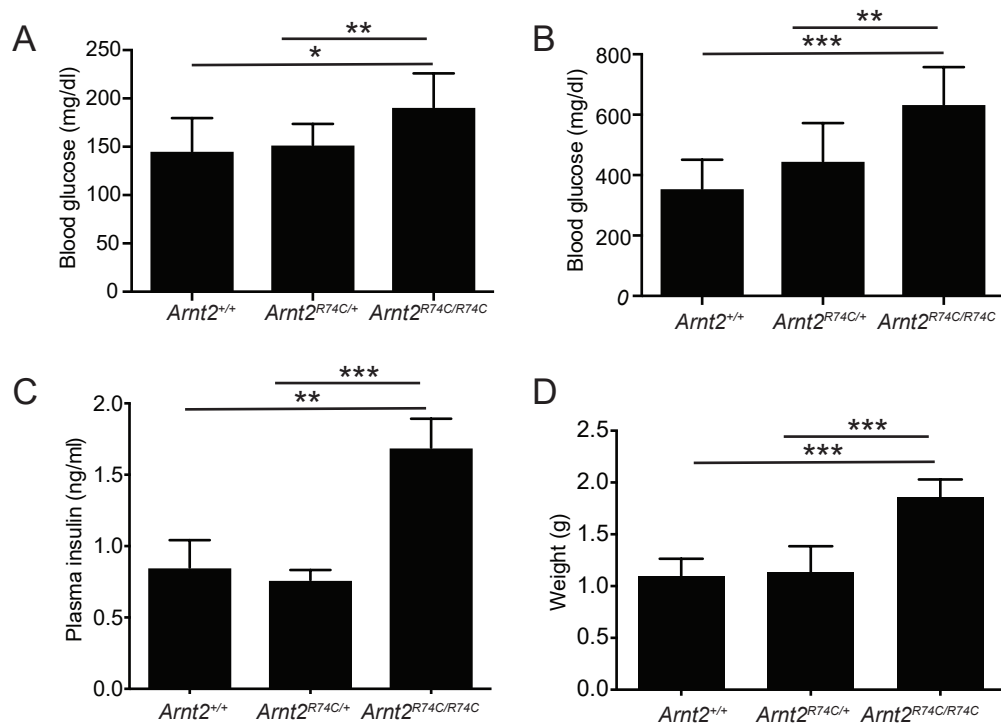 A
Blood glucose (mg/dl)
250
200
150
100
50
0
**
*
Arnt2+/+
Arnt2R74C/+
Arnt2R74C/R74C
B
Blood glucose (mg/dl)
800
600
400
200
0
**
***
Arnt2+/+
Arnt2R74C/+
Arnt2R74C/R74C
C
Plasma insulin (ng/ml)
2.0
1.5
1.0
0.5
0.0
***
**
Arnt2+/+
Arnt2R74C/+
Arnt2R74C/R74C
D
Weight (g)
2.5
2.0
1.5
1.0
0.5
0.0
***
***
Arnt2+/+
Arnt2R74C/+
Arnt2R74C/R74C